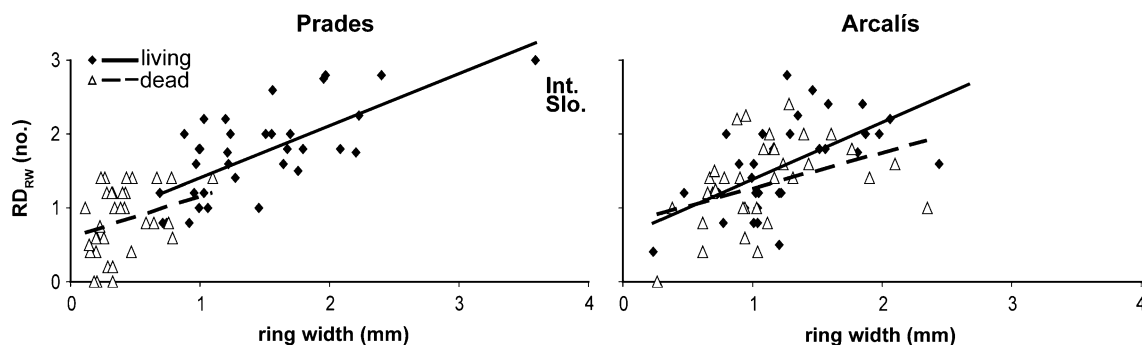 Prades
Arcalís
living
dead
Int.
Slo.
RD_RW (no.)
3
2
1
0
0 1 2 3 4
ring width (mm)
0 1 2 3 4
ring width (mm)